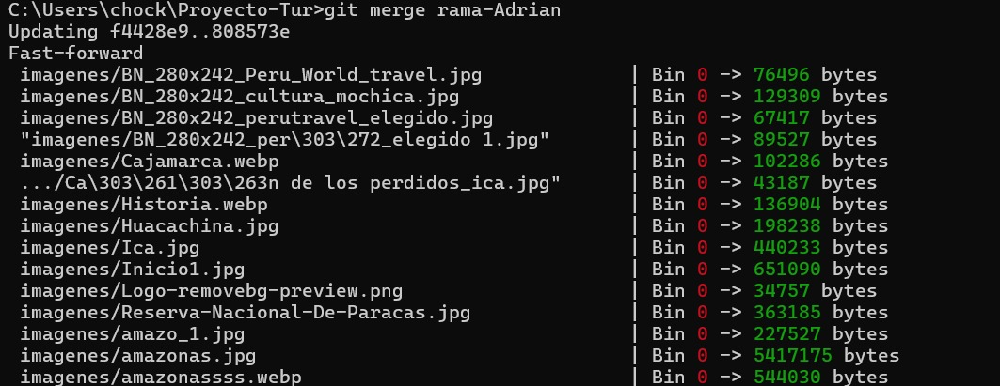 C:\Users\chock\Proyecto-Tur>git merge rama-Adrian
Updating f4428e9..808573e
Fast-forward
 imagenes/BN_280x242_Peru_World_travel.jpg | Bin 0 -> 76496 bytes
 imagenes/BN_280x242_cultura_mochica.jpg | Bin 0 -> 129309 bytes
 imagenes/BN_280x242_perutravel_elegido.jpg | Bin 0 -> 67417 bytes
 "imagenes/BN_280x242_per\303\272_elegido 1.jpg" | Bin 0 -> 89527 bytes
 imagenes/Cajamarca.webp | Bin 0 -> 102286 bytes
 .../Ca\303\261\303\263n de los perdidos_ica.jpg" | Bin 0 -> 43187 bytes
 imagenes/Historia.webp | Bin 0 -> 136904 bytes
 imagenes/Huacachina.jpg | Bin 0 -> 198238 bytes
 imagenes/Ica.jpg | Bin 0 -> 440233 bytes
 imagenes/Inicio1.jpg | Bin 0 -> 651090 bytes
 imagenes/Logo-removebg-preview.png | Bin 0 -> 34757 bytes
 imagenes/Reserva-Nacional-De-Paracas.jpg | Bin 0 -> 363185 bytes
 imagenes/amazo_1.jpg | Bin 0 -> 227527 bytes
 imagenes/amazonas.jpg | Bin 0 -> 5417175 bytes
 imagenes/amazonassss.webp | Bin 0 -> 544030 bytes